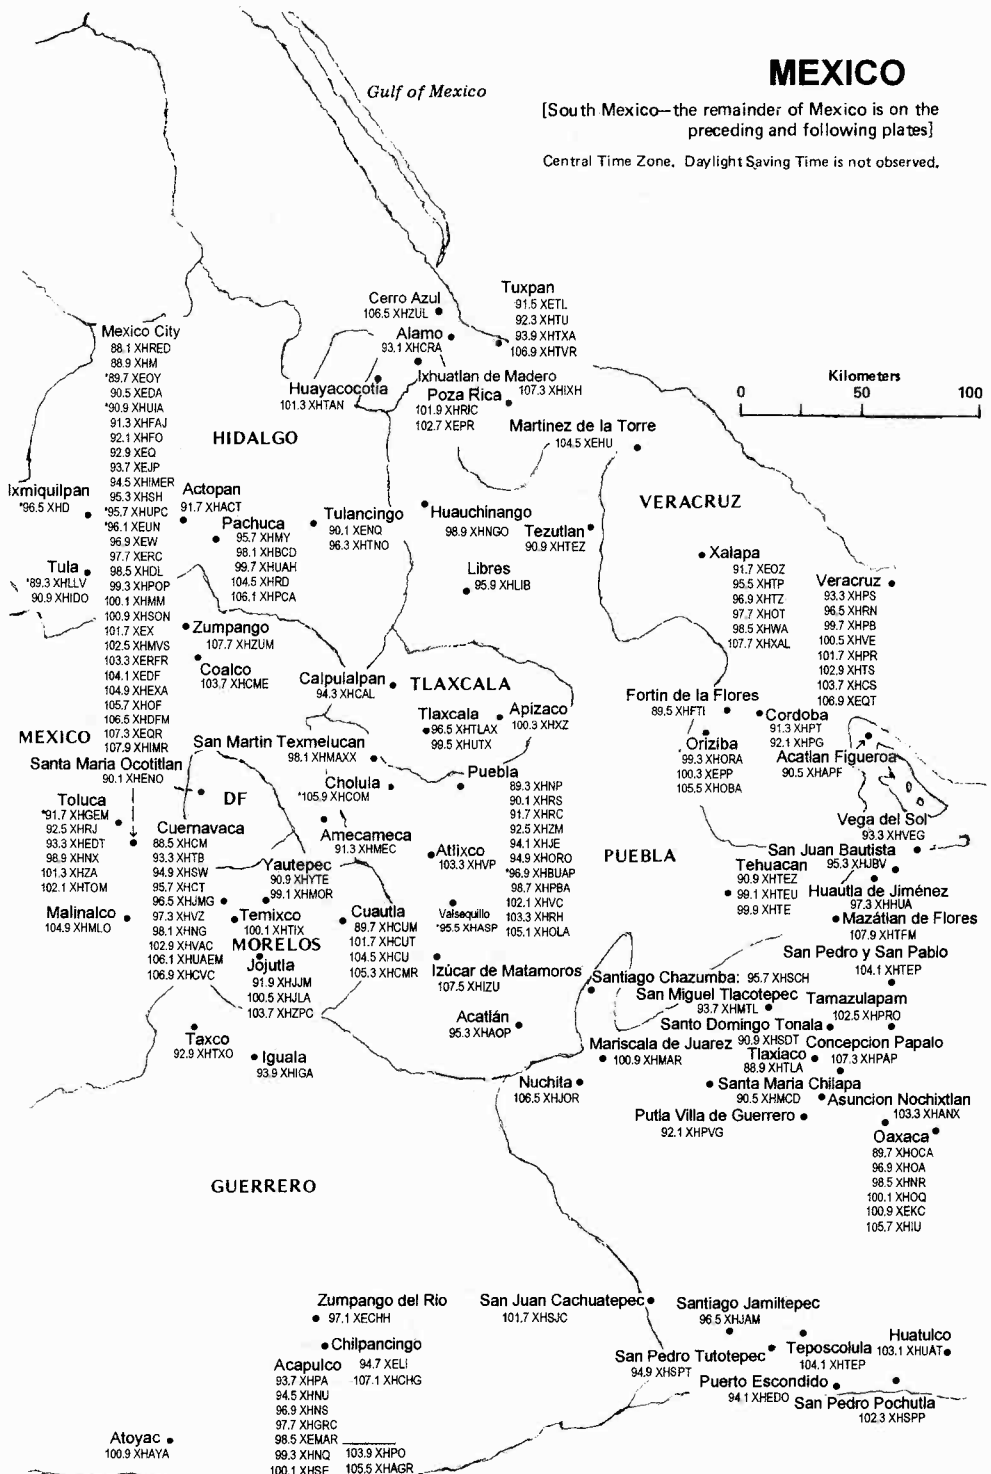 MEXICO
[South Mexico—the remainder of Mexico is on the
preceding and following plates]
Central Time Zone. Daylight Saving Time is not observed.
Gulf of Mexico
Kilometers
0 50 100
Cerro Azul
106.5 XHZUL
Tuxpan
91.5 XETL
92.3 XHTU
93.9 XHTXA
106.9 XHTVR
Alamo
93.1 XHCRA
Ixhuatlan de Madero
107.3 XHIXH
Huayacocotia
101.3 XHTAN
Poza Rica
101.9 XHRIC
102.7 XEPR
Martinez de la Torre
104.5 XEHU
Mexico City
88.1 XHRED
88.9 XHM
*89.7 XEOY
90.5 XEDA
*90.9 XHUIA
91.3 XHFAJ
92.1 XHFO
92.9 XEQ
93.7 XEJP
94.5 XHIMER
95.3 XHSH
*95.7 XHUPC
*96.1 XEUN
96.9 XEW
97.7 XERC
98.5 XHDL
99.3 XHPOP
100.1 XHMM
100.9 XHSON
101.7 XEX
102.5 XHMVS
103.3 XERFR
104.1 XEDF
104.9 XHEXA
105.7 XHOF
106.5 XHDFM
107.3 XEQR
107.9 XHIMR
HIDALGO
Ixmiquilpan
*96.5 XHD
Actopan
91.7 XHACT
Pachuca
95.7 XHMY
98.1 XHBCD
99.7 XHUAH
104.5 XHRD
106.1 XHPCA
Tulancingo
90.1 XENQ
96.3 XHTNO
Huauchinango
98.9 XHNGO
Tezutlan
90.9 XHTEZ
VERACRUZ
Tula
*89.3 XHLLV
90.9 XHIDO
Libres
95.9 XHLIB
Xalapa
91.7 XEOZ
95.5 XHTP
96.9 XHTZ
97.7 XHOT
98.5 XHWA
107.7 XHXAL
Veracruz
93.3 XHPS
96.5 XHRN
99.7 XHPB
100.5 XHVE
101.7 XHPR
102.9 XHTS
103.7 XHCS
106.9 XEQT
Zumpango
107.7 XHZUM
Coalco
103.7 XHCME
Calpulalpan
94.3 XHCAL
TLAXCALA
Tlaxcala
96.5 XHTLAX
99.5 XHUTX
Apizaco
100.3 XHXZ
Fortin de la Flores
89.5 XHFTI
Cordoba
91.3 XHPT
92.1 XHPG
Oriziba
99.3 XHORA
100.3 XEPP
105.5 XHOBA
Acatlan Figueroa
90.5 XHAPF
MEXICO
San Martin Texmelucan
98.1 XHMAXX
Santa Maria Ocotitlan
90.1 XHENO
DF
Cholula
*105.9 XHCOM
Puebla
89.3 XHNP
90.1 XHRS
91.7 XHRC
92.5 XHZM
94.1 XHJE
94.9 XHORO
*96.9 XHBUAP
98.7 XHPBA
102.1 XHVC
103.3 XHRH
105.1 XHOLA
Toluca
*91.7 XHGEM
92.5 XHRJ
93.3 XHEDT
98.9 XHNX
101.3 XHZA
102.1 XHTOM
Cuernavaca
88.5 XHCM
93.3 XHTB
94.9 XHSW
95.7 XHCT
96.5 XHJMG
97.3 XHVZ
98.1 XHNG
102.9 XHVAC
106.1 XHUAEM
106.9 XHCVC
Amecameca
91.3 XHMEC
Yautepec
90.9 XHYTE
99.1 XHMOR
Atlixco
103.3 XHVP
PUEBLA
Vega del Sol
93.3 XHVEG
San Juan Bautista
95.3 XHJBV
Tehuacan
90.9 XHTEZ
99.1 XHTEU
99.9 XHTE
Huautla de Jiménez
97.3 XHHUA
Malinalco
104.9 XHMLO
Temixco
100.1 XHTIX
Cuautla
89.7 XHCUM
101.7 XHCUT
104.5 XHCU
105.3 XHCMR
Valsequillo
*95.5 XHASP
Mazátlan de Flores
107.9 XHTFM
MORELOS
Jojutla
91.9 XHJJM
100.5 XHJLA
103.7 XHZPC
Izúcar de Matamoros
107.5 XHIZU
San Pedro y San Pablo
104.1 XHTEP
Santiago Chazumba: 95.7 XHSCH
San Miguel Tlacotepec
93.7 XHMTL
Tamazulapam
102.5 XHPRO
Taxco
92.9 XHTXO
Iguala
93.9 XHIGA
Acatlán
95.3 XHAOP
Santo Domingo Tonala
90.9 XHSDT
Mariscala de Juarez
100.9 XHMAR
Concepcion Papalo
107.3 XHPAP
Tlaxiaco
88.9 XHTLA
Nuchita
106.5 XHJOR
Santa Maria Chilapa
90.5 XHMCD
Asuncion Nochixtlan
103.3 XHANX
Putla Villa de Guerrero
92.1 XHPVG
Oaxaca
89.7 XHOCA
96.9 XHOA
98.5 XHNR
100.1 XHOQ
100.9 XEKC
105.7 XHIU
GUERRERO
Zumpango del Rio
97.1 XECHH
Chilpancingo
94.7 XELI
107.1 XHCHG
San Juan Cachuatepec
101.7 XHSJC
Santiago Jamiltepec
96.5 XHJAM
San Pedro Tutotepec
94.9 XHSPT
Teposcolula
104.1 XHTEP
Huatulco
103.1 XHUAT
Puerto Escondido
94.1 XHEDO
San Pedro Pochutla
102.3 XHSPP
Acapulco
93.7 XHPA
94.5 XHNU
96.9 XHNS
97.7 XHGRC
98.5 XEMAR
99.3 XHNQ
100.1 XHSE
103.9 XHPO
105.5 XHAGR
Atoyac
100.9 XHAYA